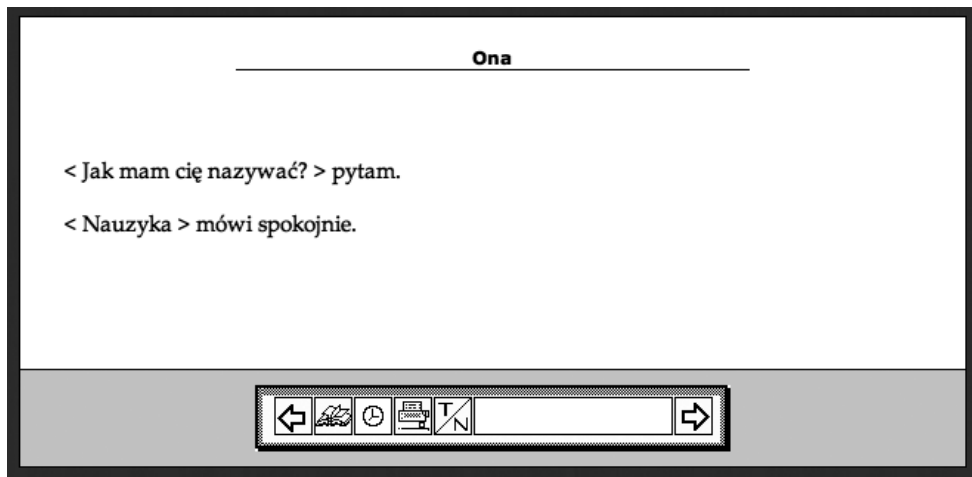 Ona
< Jak mam cię nazywać? > pytam.
< Nauzyka > mówi spokojnie.
T/N